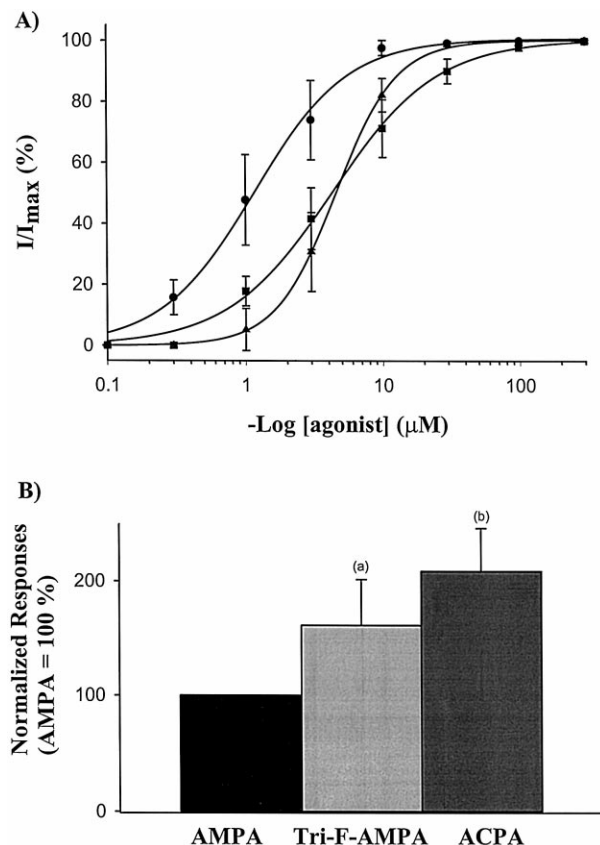 A)
100
80
60
40
20
0
I/Imax (%)
0.1 1 10 100
-Log [agonist] (μM)
B)
Normalized Responses
(AMPA = 100 %)
200
100
0
(a)
(b)
AMPA Tri-F-AMPA ACPA